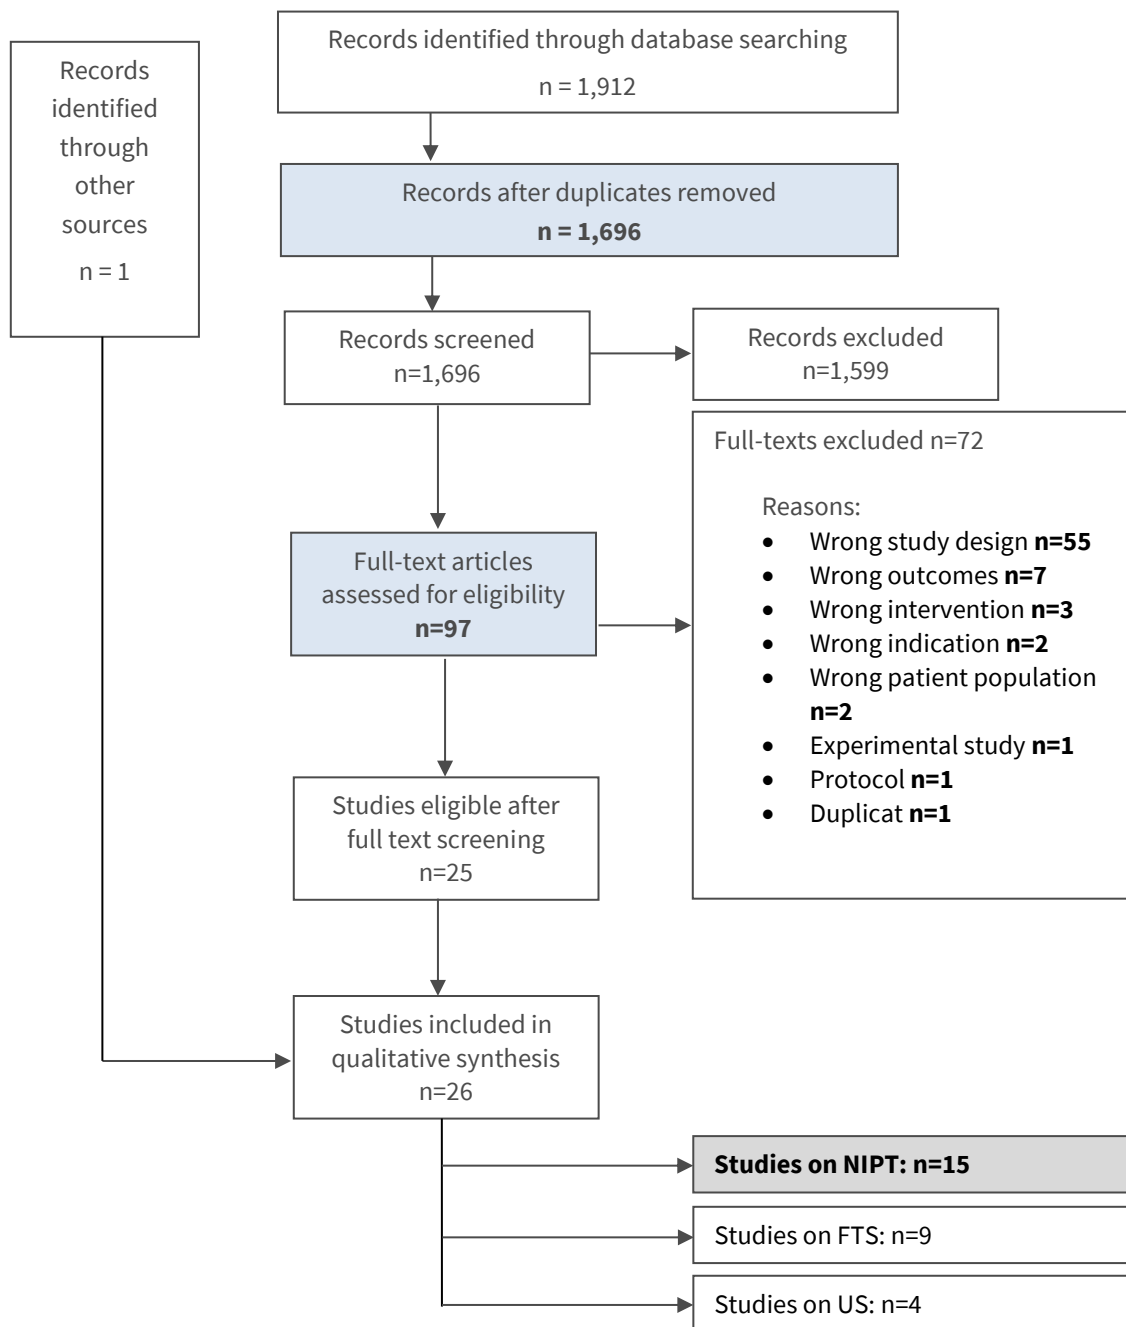 Records
identified
through
other
sources
n = 1
Records identified through database searching
n = 1,912
Records after duplicates removed
n = 1,696
Records screened
n=1,696
Records excluded
n=1,599
Full-text articles
assessed for eligibility
n=97
Full-texts excluded n=72
Reasons:
• Wrong study design n=55
• Wrong outcomes n=7
• Wrong intervention n=3
• Wrong indication n=2
• Wrong patient population
n=2
• Experimental study n=1
• Protocol n=1
• Duplicat n=1
Studies eligible after
full text screening
n=25
Studies included in
qualitative synthesis
n=26
Studies on NIPT: n=15
Studies on FTS: n=9
Studies on US: n=4